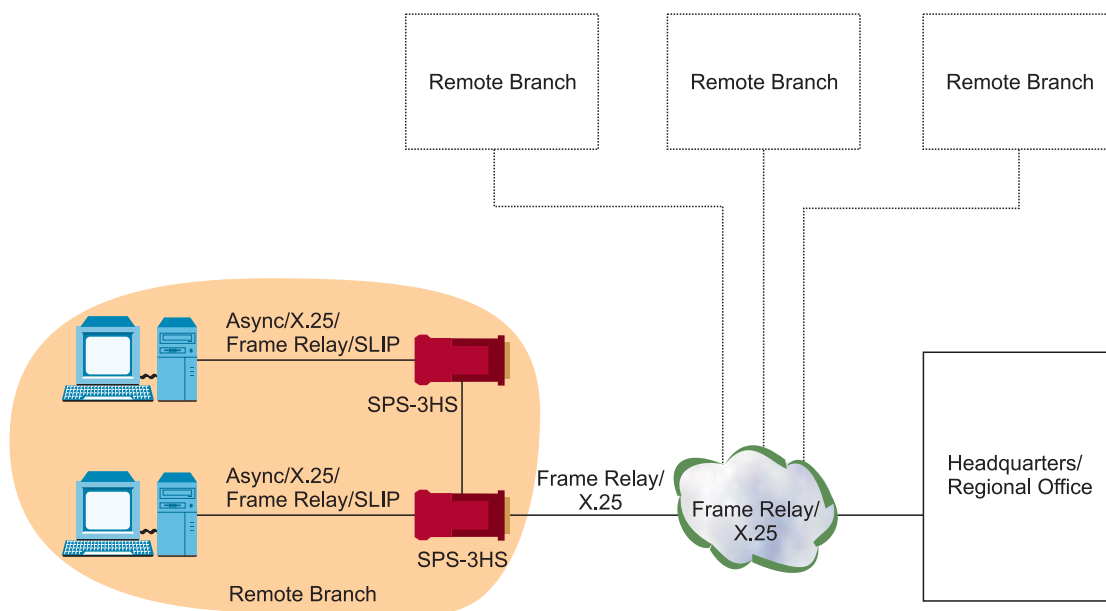 Remote Branch
Remote Branch
Remote Branch
Async/X.25/
Frame Relay/SLIP
SPS-3HS
Async/X.25/
Frame Relay/SLIP
SPS-3HS
Remote Branch
Frame Relay/
X.25
Frame Relay/
X.25
Headquarters/
Regional Office